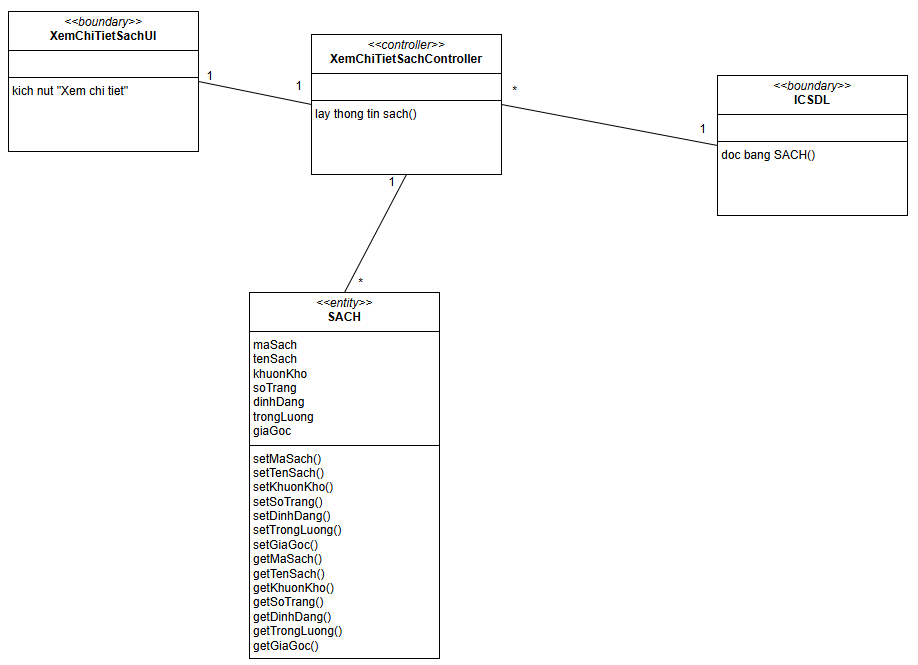 <<boundary>>
XemChiTietSachUI
kich nut "Xem chi tiet"
1
1
<<controller>>
XemChiTietSachController
lay thong tin sach()
*
1
<<boundary>>
ICSDL
doc bang SACH()
1
*
<<entity>>
SACH
maSach
tenSach
khuonKho
soTrang
dinhDang
trongLuong
giaGoc
setMaSach()
setTenSach()
setKhuonKho()
setSoTrang()
setDinhDang()
setTrongLuong()
setGiaGoc()
getMaSach()
getTenSach()
getKhuonKho()
getSoTrang()
getDinhDang()
getTrongLuong()
getGiaGoc()